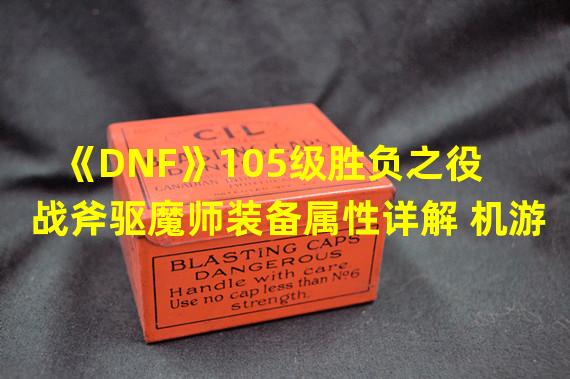 CIL
《DNF》105级胜负之役
战斧驱魔师装备属性详解 机游
BLASTING CAPS
DANGEROUS
Handle with care
Use no cap less than No6
strength.